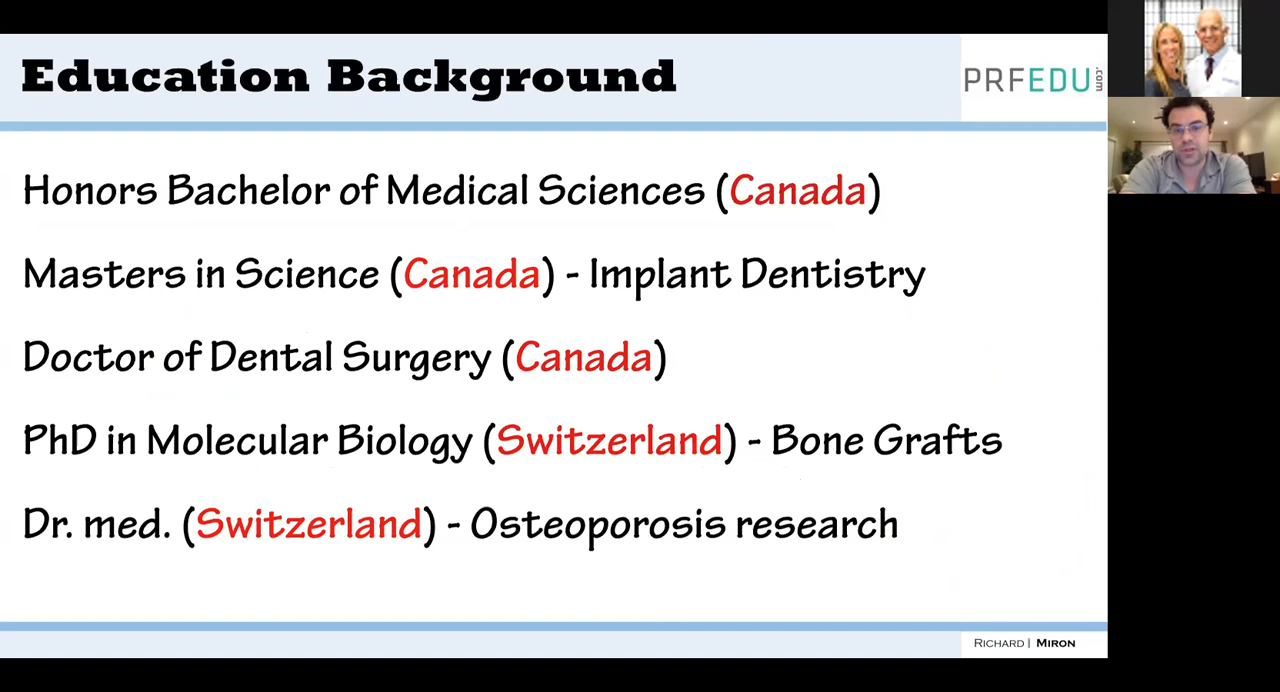 Education Background
PRFEDU.com
Honors Bachelor of Medical Sciences (Canada)
Masters in Science (Canada) - Implant Dentistry
Doctor of Dental Surgery (Canada)
PhD in Molecular Biology (Switzerland) - Bone Grafts
Dr. med. (Switzerland) - Osteoporosis research
RICHARD | MIRON